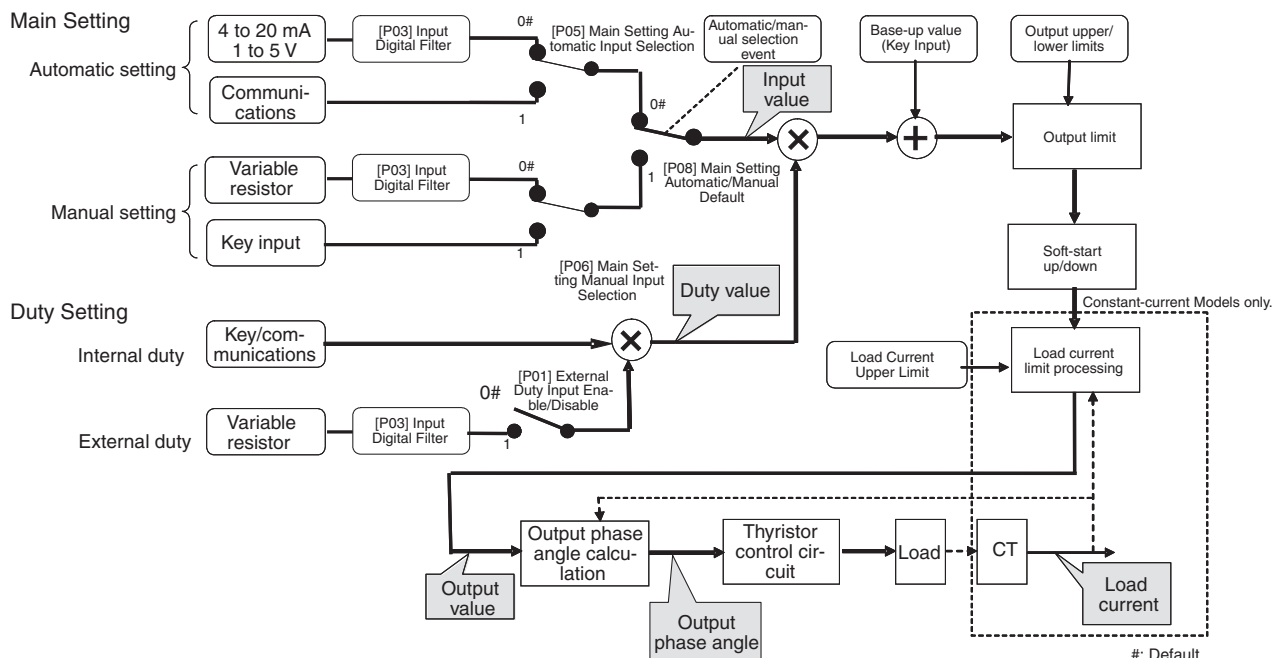 Main Setting
Automatic setting
4 to 20 mA
1 to 5 V
[P03] Input
Digital Filter
0#
[P05] Main Setting Au-
tomatic Input Selection
Communi-
cations
1
Automatic/man-
ual selection
event
Base-up value
(Key Input)
Output upper/
lower limits
0#
Input
value
Output limit
Manual setting
Variable
resistor
[P03] Input
Digital Filter
0#
1
[P08] Main Setting
Automatic/Manual
Default
Key input
1
[P06] Main Set-
ting Manual Input
Selection
Duty value
Soft-start
up/down
Constant-current Models only.
Duty Setting
Internal duty
Key/com-
munications
Load Current
Upper Limit
Load current
limit processing
External duty
Variable
resistor
[P03] Input
Digital Filter
0#
1
[P01] External
Duty Input Ena-
ble/Disable
Output phase
angle calcu-
lation
Thyristor
control cir-
cuit
Load
CT
Output
value
Output
phase angle
Load
current
#: Default